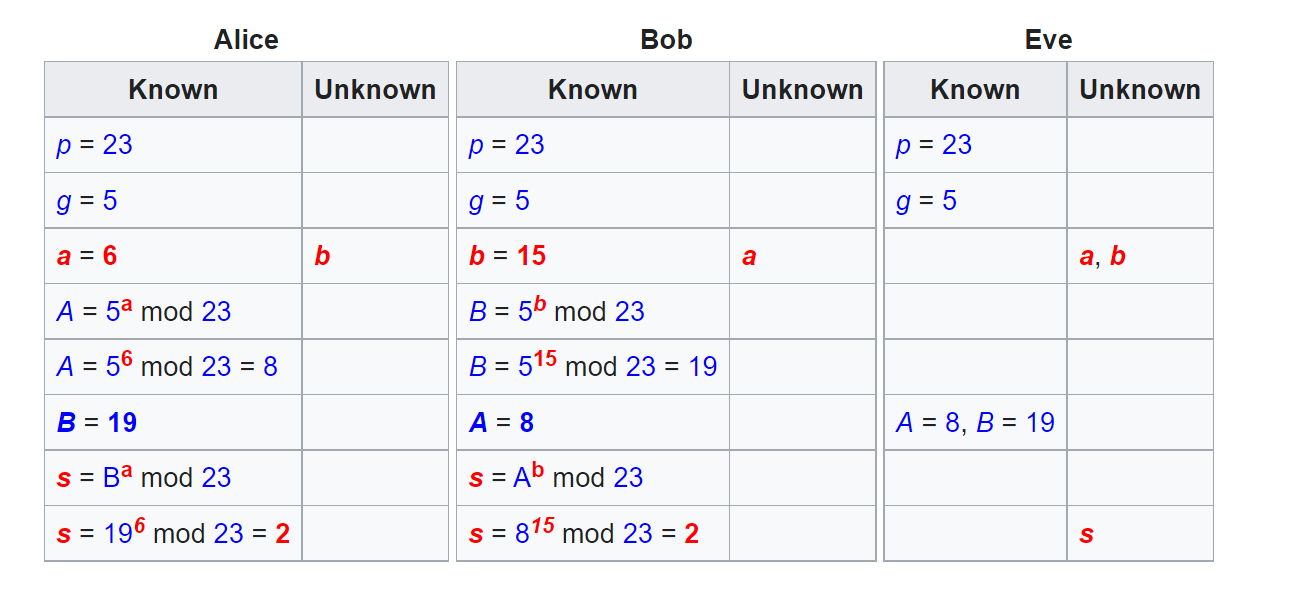 Alice Bob Eve
Known Unknown Known Unknown Known Unknown
p = 23 p = 23 p = 23
g = 5 g = 5 g = 5
a = 6 b b = 15 a a, b
A = 5ᵃ mod 23 B = 5ᵇ mod 23
A = 5⁶ mod 23 = 8 B = 5¹⁵ mod 23 = 19
B = 19 A = 8 A = 8, B = 19
s = Bᵃ mod 23 s = Aᵇ mod 23
s = 19⁶ mod 23 = 2 s = 8¹⁵ mod 23 = 2 s